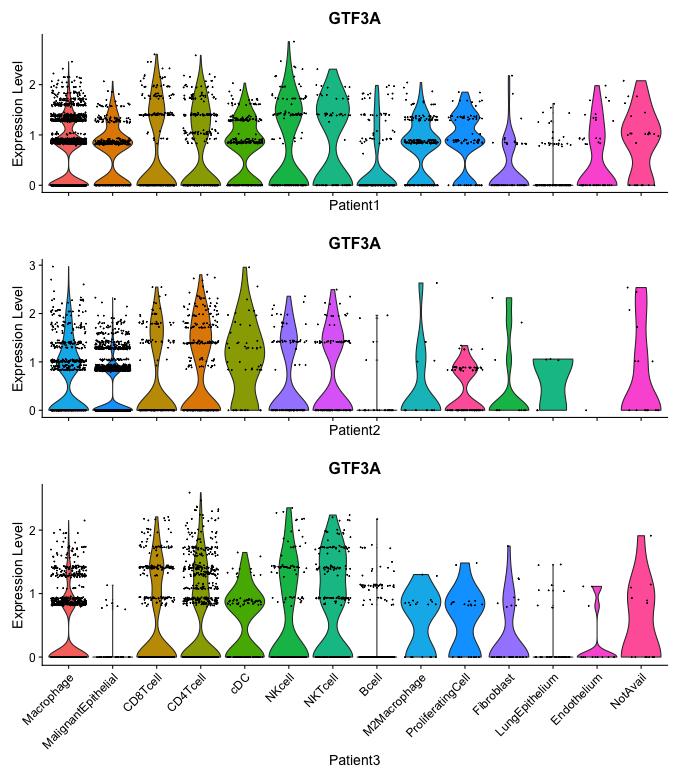 GTF3A
Expression Level
2
1
0
Patient1
GTF3A
Expression Level
3
2
1
0
Patient2
GTF3A
Expression Level
2
1
0
Macrophage
MalignantEpithelial
CD8Tcell
CD4Tcell
cDC
NKcell
NKTcell
Bcell
M2Macrophage
ProliferatingCell
Fibroblast
LungEpithelium
Endothelium
NotAvail
Patient3